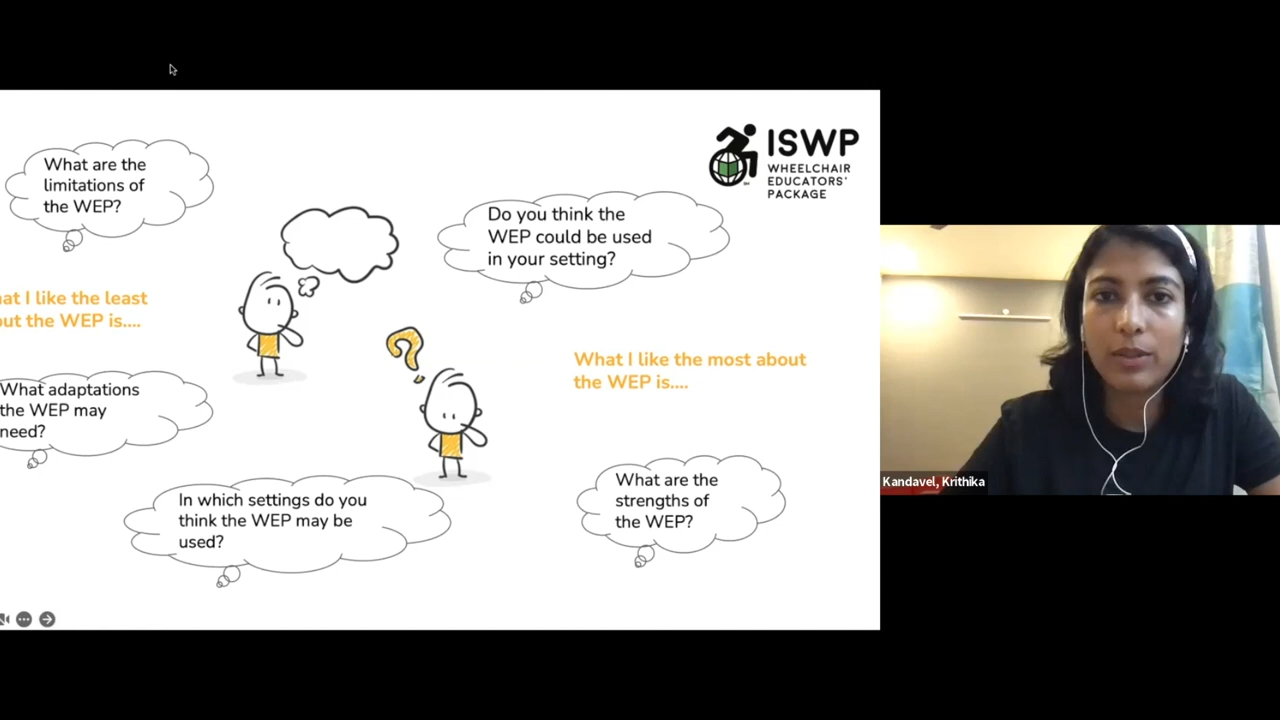 What are the
limitations of
the WEP?
ISWP
WHEELCHAIR
EDUCATORS'
PACKAGE
Do you think the
WEP could be used
in your setting?
I like the least
the WEP is....
What I like the most about
the WEP is....
What adaptations
the WEP may
need?
In which settings do you
think the WEP may be
used?
What are the
strengths of
the WEP?
Kandavel, Krithika